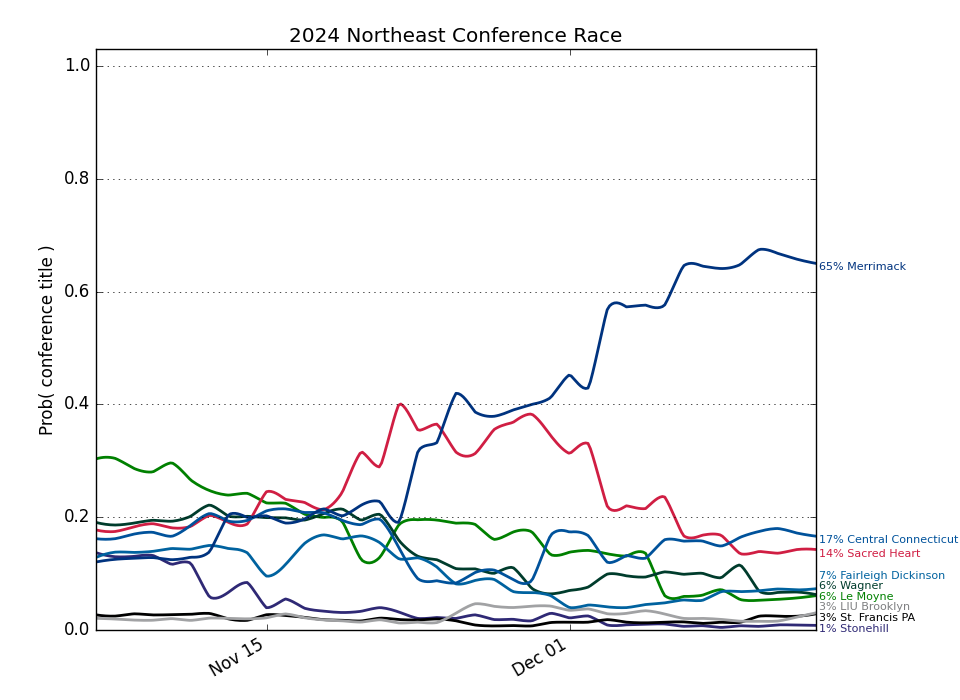 2024 Northeast Conference Race
Prob( conference title )
1.0
0.8
0.6
0.4
0.2
0.0
Nov 15
Dec 01
65% Merrimack
17% Central Connecticut
14% Sacred Heart
7% Fairleigh Dickinson
6% Wagner
6% Le Moyne
3% LIU Brooklyn
3% St. Francis PA
1% Stonehill